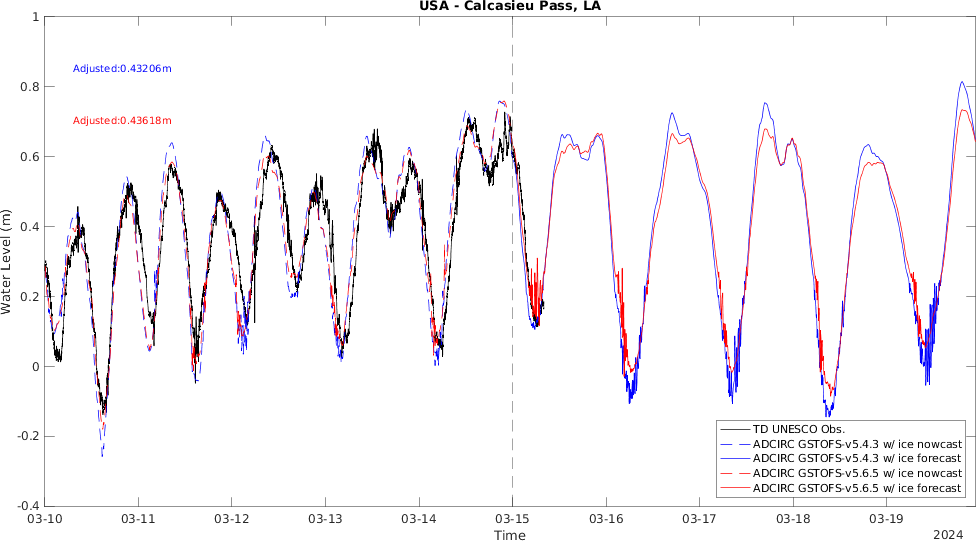 USA - Calcasieu Pass, LA
1
0.8
0.6
0.4
0.2
0
-0.2
-0.4
Water Level (m)
Adjusted:0.43206m
Adjusted:0.43618m
TD UNESCO Obs.
ADCIRC GSTOFS-v5.4.3 w/ ice nowcast
ADCIRC GSTOFS-v5.4.3 w/ ice forecast
ADCIRC GSTOFS-v5.6.5 w/ ice nowcast
ADCIRC GSTOFS-v5.6.5 w/ ice forecast
03-10 03-11 03-12 03-13 03-14 03-15 03-16 03-17 03-18 03-19
Time
2024